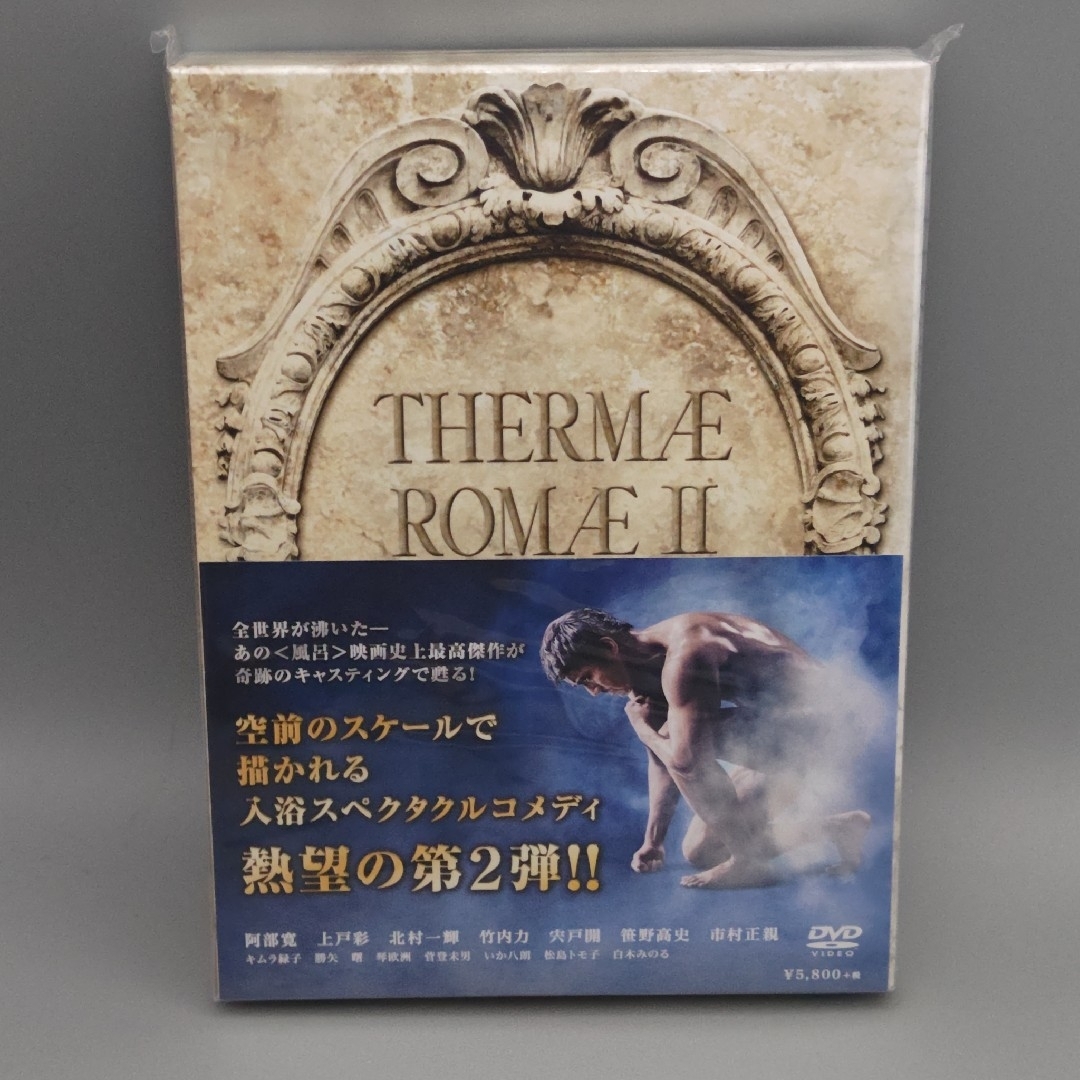 THERMÆ
ROMÆ II
全世界が沸いた―
あの＜風呂＞映画史上最高傑作が
奇跡のキャスティングで甦る!
空前のスケールで
描かれる
入浴スペクタクルコメディ
熱望の第2弾!!
阿部寛 上戸彩 北村一輝 竹内力 宍戸開 笹野高史 市村正親
キムラ緑子 勝矢 曙 琴欧洲 菅登未男 いか八朗 松島トモ子 白木みのる
DVD
VIDEO
¥5,800+税